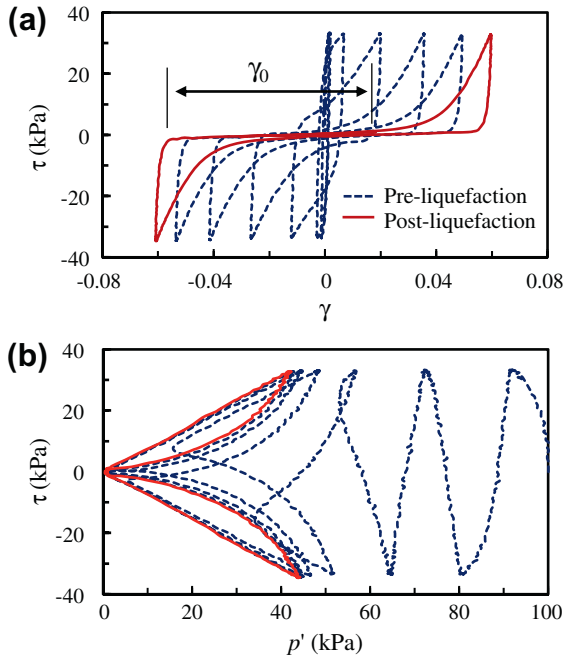 (a)
40
20
0
-20
-40
τ (kPa)
γ₀
Pre-liquefaction
Post-liquefaction
-0.08 -0.04 0 0.04 0.08
γ
(b)
40
20
0
-20
-40
τ (kPa)
0 20 40 60 80 100
p' (kPa)